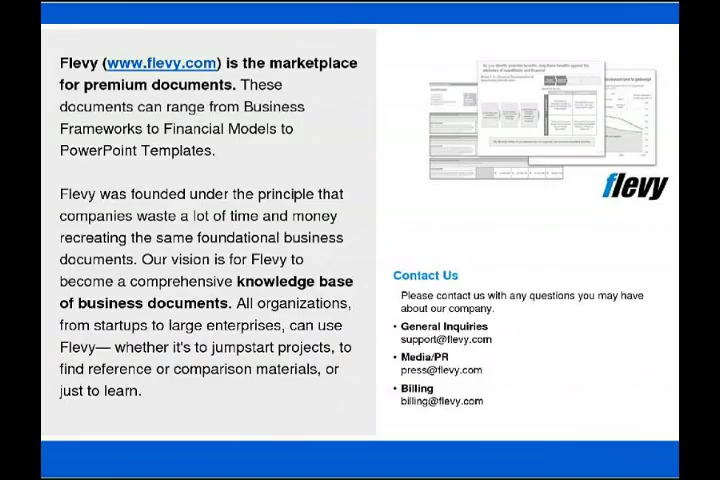 Flevy (www.flevy.com) is the marketplace
for premium documents. These
documents can range from Business
Frameworks to Financial Models to
PowerPoint Templates.
Flevy was founded under the principle that
companies waste a lot of time and money
recreating the same foundational business
documents. Our vision is for Flevy to
become a comprehensive knowledge base
of business documents. All organizations,
from startups to large enterprises, can use
Flevy— whether it's to jumpstart projects, to
find reference or comparison materials, or
just to learn.
flevy
Contact Us
Please contact us with any questions you may have
about our company.
• General Inquiries
support@flevy.com
• Media/PR
press@flevy.com
• Billing
billing@flevy.com